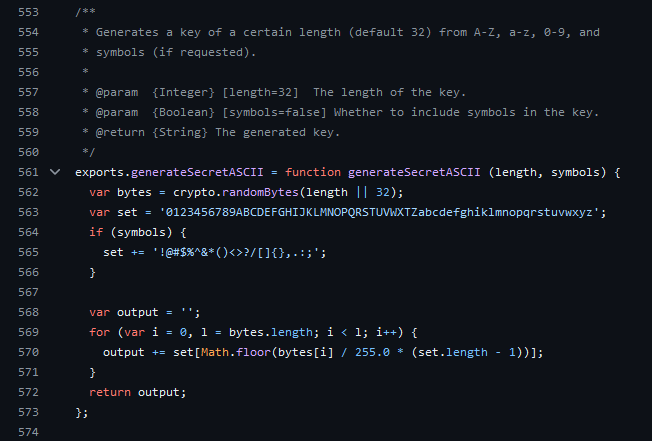 553 /**
554  * Generates a key of a certain length (default 32) from A-Z, a-z, 0-9, and
555  * symbols (if requested).
556  *
557  * @param  {Integer} [length=32]  The length of the key.
558  * @param  {Boolean} [symbols=false] Whether to include symbols in the key.
559  * @return {String} The generated key.
560  */
561 exports.generateSecretASCII = function generateSecretASCII (length, symbols) {
562   var bytes = crypto.randomBytes(length || 32);
563   var set = '0123456789ABCDEFGHIJKLMNOPQRSTUVWXTZabcdefghiklmnopqrstuvwxyz';
564   if (symbols) {
565     set += '!@#$%^&*()<>?/[]{},.:;';
566   }
567
568   var output = '';
569   for (var i = 0, l = bytes.length; i < l; i++) {
570     output += set[Math.floor(bytes[i] / 255.0 * (set.length - 1))];
571   }
572   return output;
573 };
574